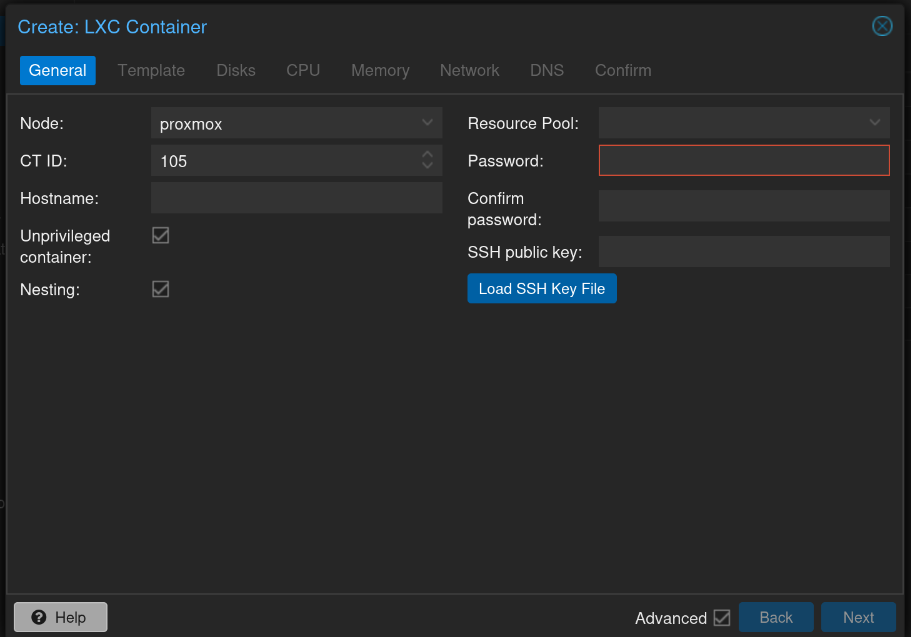 Create: LXC Container
General Template Disks CPU Memory Network DNS Confirm
Node: proxmox
CT ID: 105
Hostname:
Unprivileged
container:
Nesting:
Resource Pool:
Password:
Confirm
password:
SSH public key:
Load SSH Key File
Help
Advanced
Back
Next